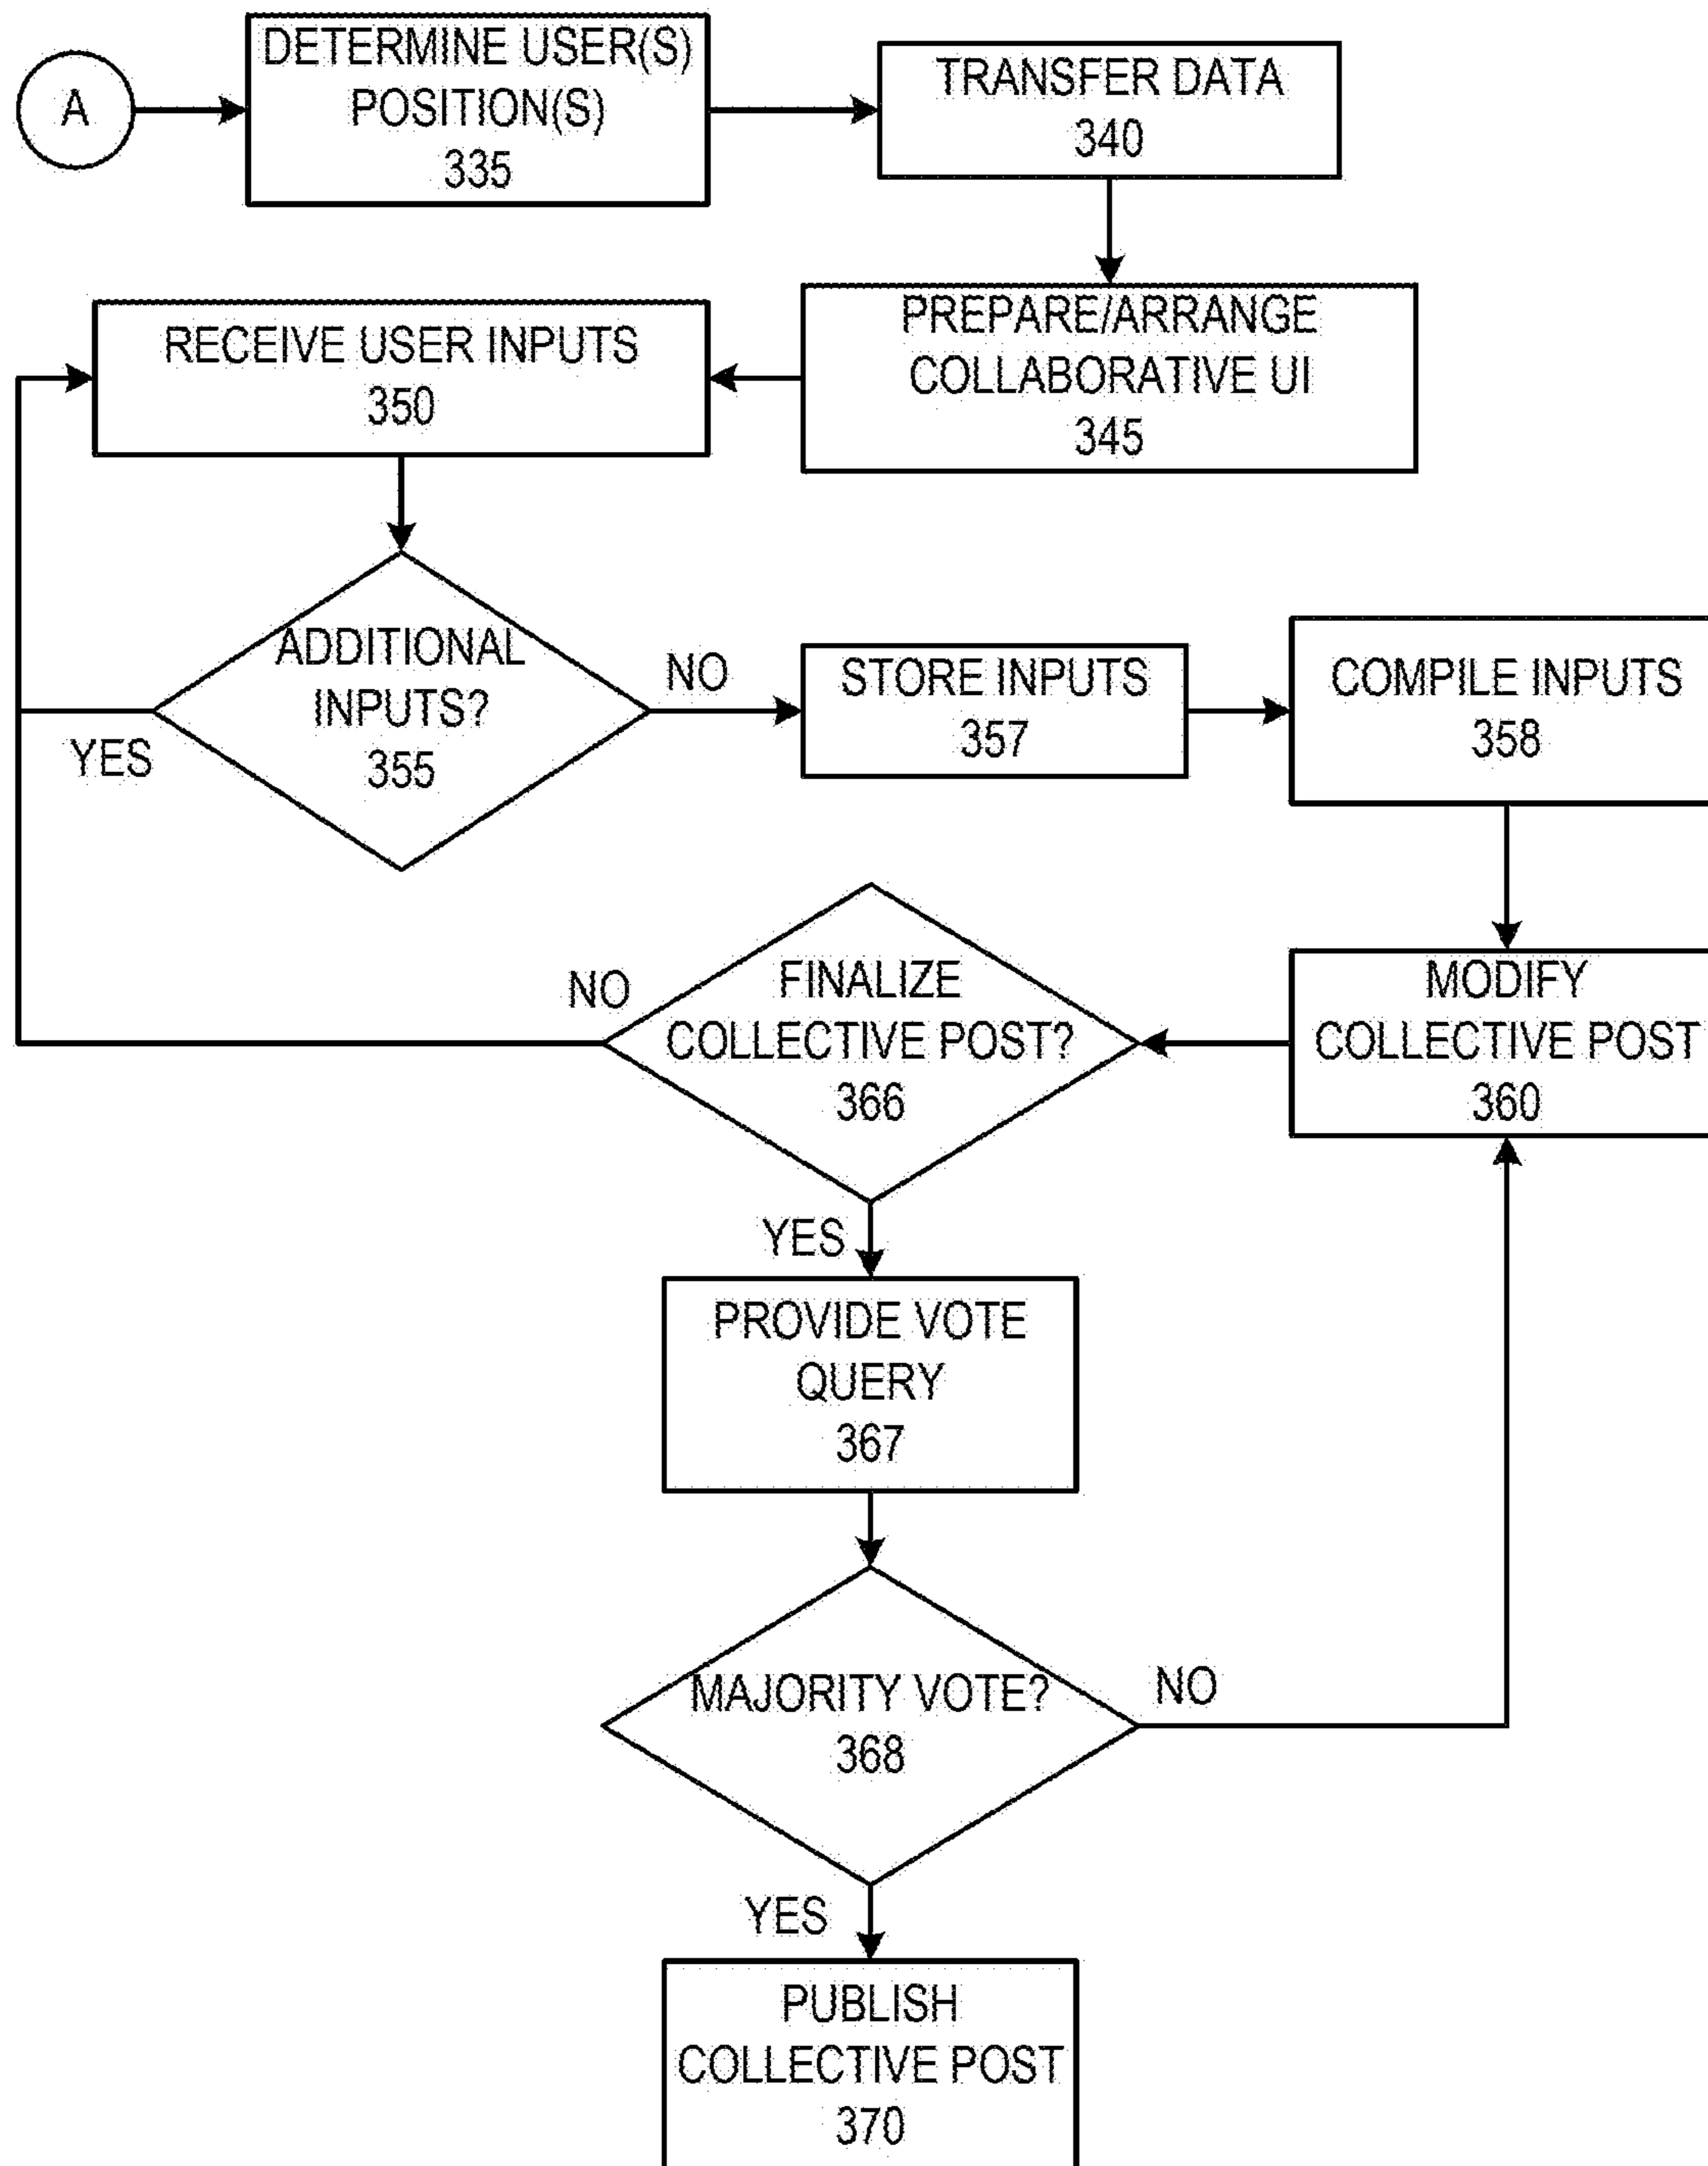 A
DETERMINE USER(S)
POSITION(S)
335
TRANSFER DATA
340
PREPARE/ARRANGE
COLLABORATIVE UI
345
RECEIVE USER INPUTS
350
ADDITIONAL
INPUTS?
355
YES
NO
STORE INPUTS
357
COMPILE INPUTS
358
MODIFY
COLLECTIVE POST
360
FINALIZE
COLLECTIVE POST?
366
NO
YES
PROVIDE VOTE
QUERY
367
MAJORITY VOTE?
368
NO
YES
PUBLISH
COLLECTIVE POST
370